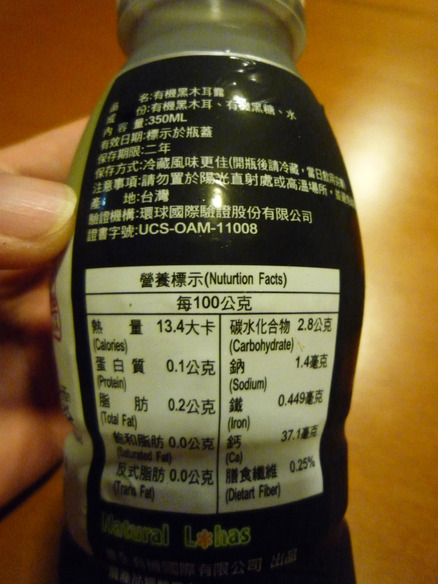 品 名:有機黑木耳露
成 份:有機黑木耳、有機黑糖、水
內 容 量:350ML
有效日期:標示於瓶蓋
保存期限:二年
保存方式:冷藏風味更佳(開瓶後請冷藏，當日飲用完畢)
注意事項:請勿置於陽光直射處或高溫場所，
產 地:台灣
驗證機構:環球國際驗證股份有限公司
證書字號:UCS-OAM-11008
營養標示(Nuturtion Facts)
每100公克
熱 量 13.4大卡
(Calories)
蛋 白 質 0.1公克
(Protein)
脂 肪 0.2公克
(Total Fat)
飽和脂肪 0.0公克
(Saturated Fat)
反式脂肪 0.0公克
(Trans Fat)
碳水化合物 2.8公克
(Carbohydrate)
鈉 1.4毫克
(Sodium)
鐵 0.449毫克
(Iron)
鈣 37.1毫克
(Ca)
膳食纖維 0.25%
(Dietart Fiber)
Natural Lohas
有機國際有限公司 出品